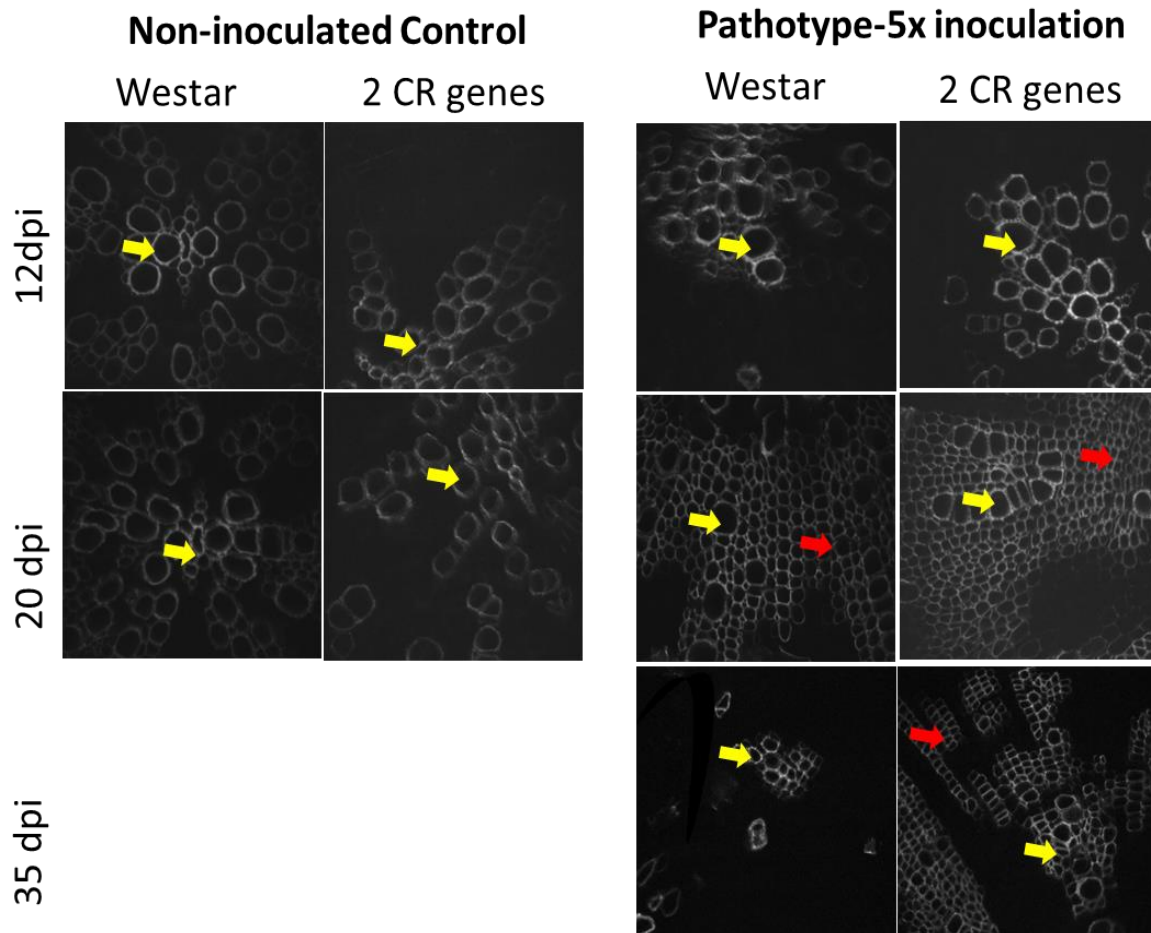 Non-inoculated Control
Pathotype-5x inoculation
Westar
2 CR genes
Westar
2 CR genes
12dpi
20 dpi
35 dpi